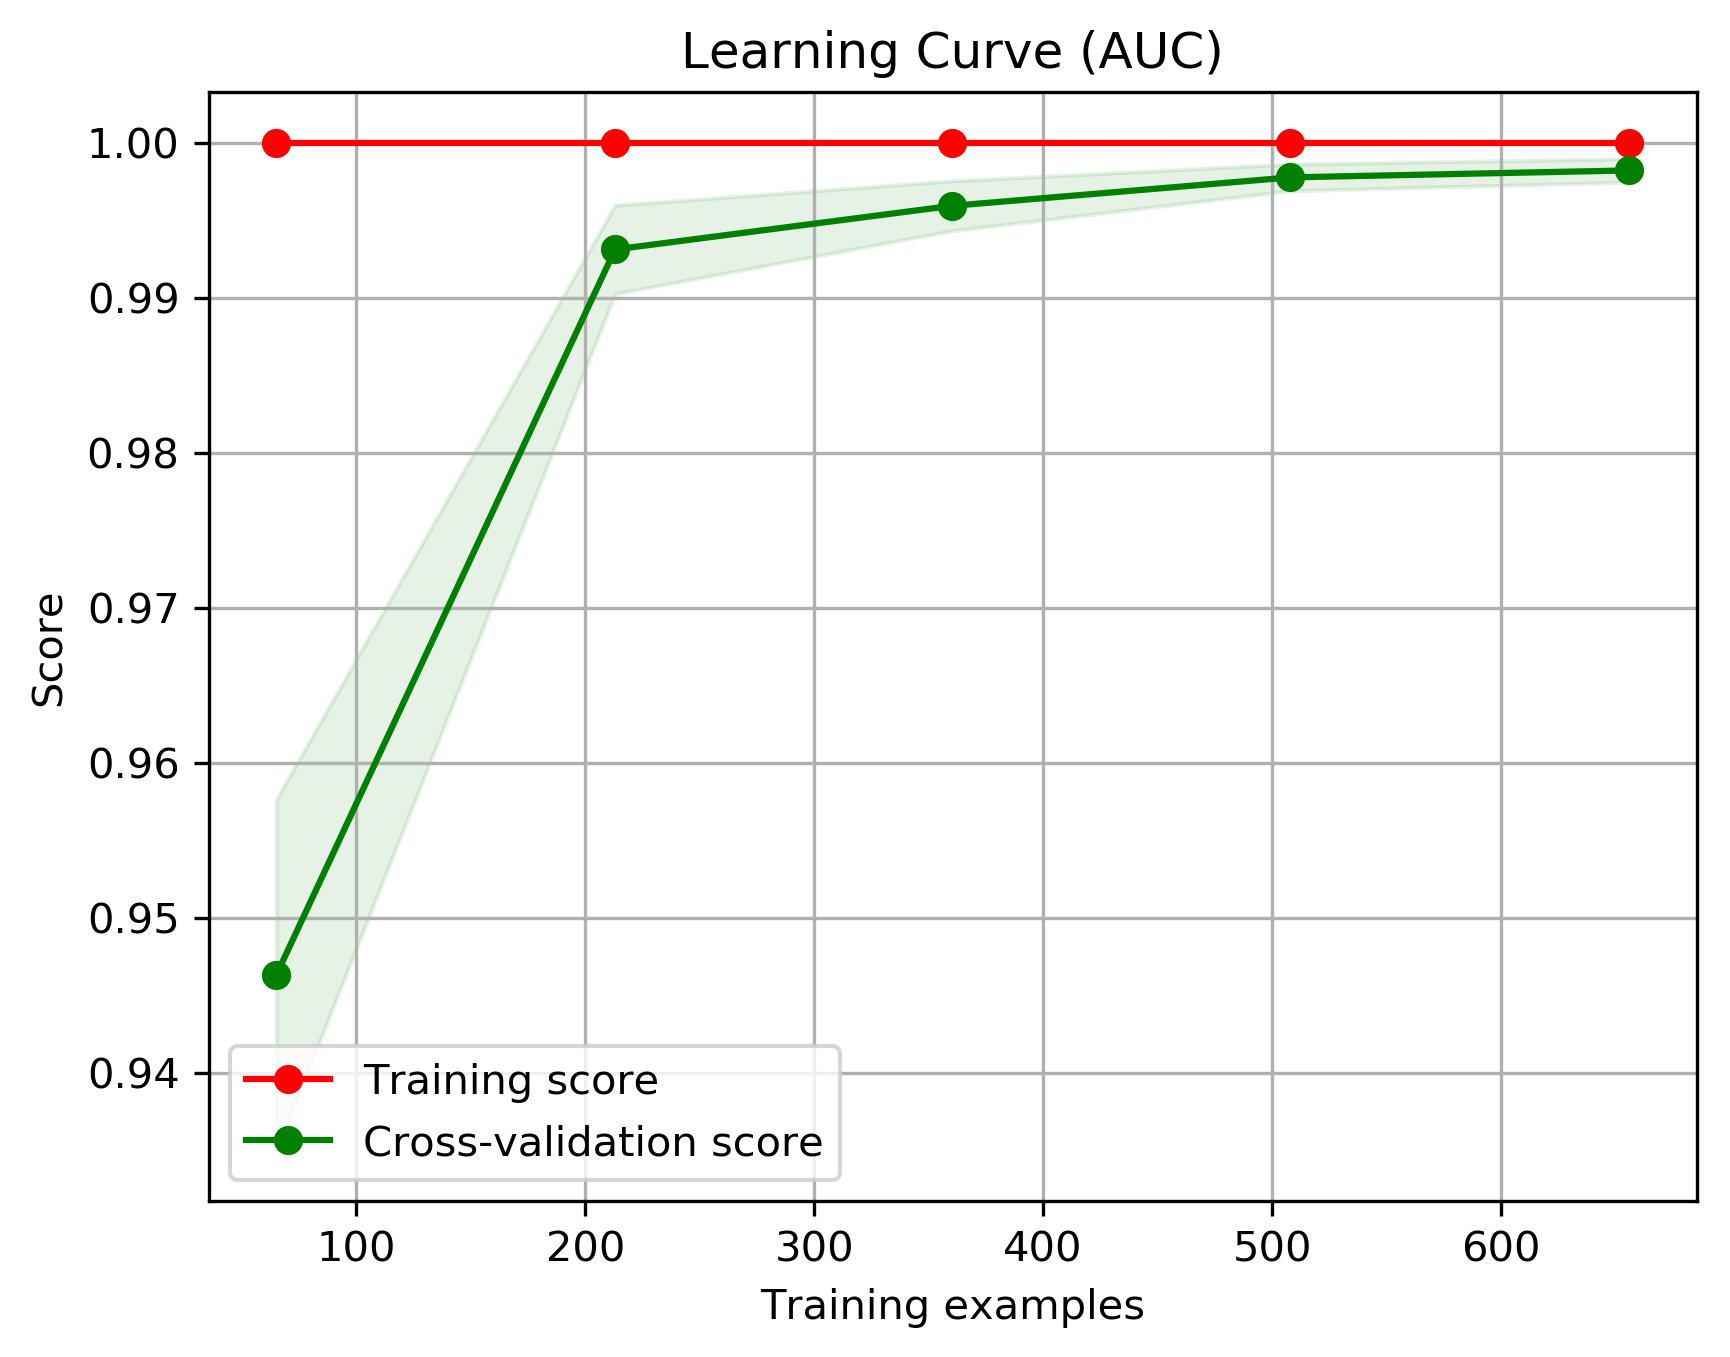 Learning Curve (AUC)
1.00
0.99
0.98
0.97
0.96
0.95
0.94
Score
Training score
Cross-validation score
100 200 300 400 500 600
Training examples